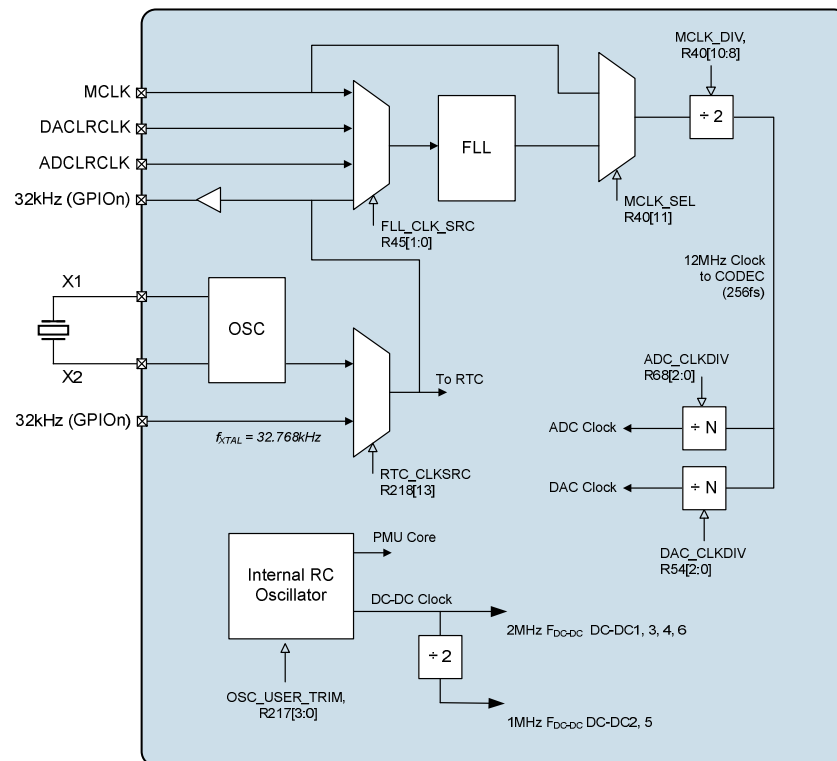 MCLK_DIV,
R40[10:8]
MCLK
÷ 2
DACLRCLK
FLL
ADCLRCLK
32kHz (GPIOn)
MCLK_SEL
R40[11]
FLL_CLK_SRC
R45[1:0]
12MHz Clock
to CODEC
(256fs)
X1
OSC
X2
To RTC
ADC_CLKDIV
R68[2:0]
32kHz (GPIOn)
fXTAL = 32.768kHz
ADC Clock
÷ N
RTC_CLKSRC
R218[13]
DAC Clock
÷ N
PMU Core
DAC_CLKDIV
R54[2:0]
Internal RC
Oscillator
DC-DC Clock
2MHz FDC-DC DC-DC1, 3, 4, 6
÷ 2
OSC_USER_TRIM,
R217[3:0]
1MHz FDC-DC DC-DC2, 5